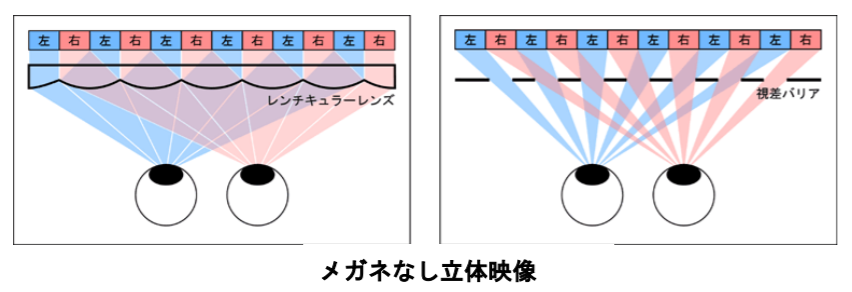 左 右 左 右 左 右 左 右 左 右 左 右
レンチキュラーレンズ
左 右 左 右 左 右 左 右 左 右 左 右
視差バリア
メガネなし立体映像